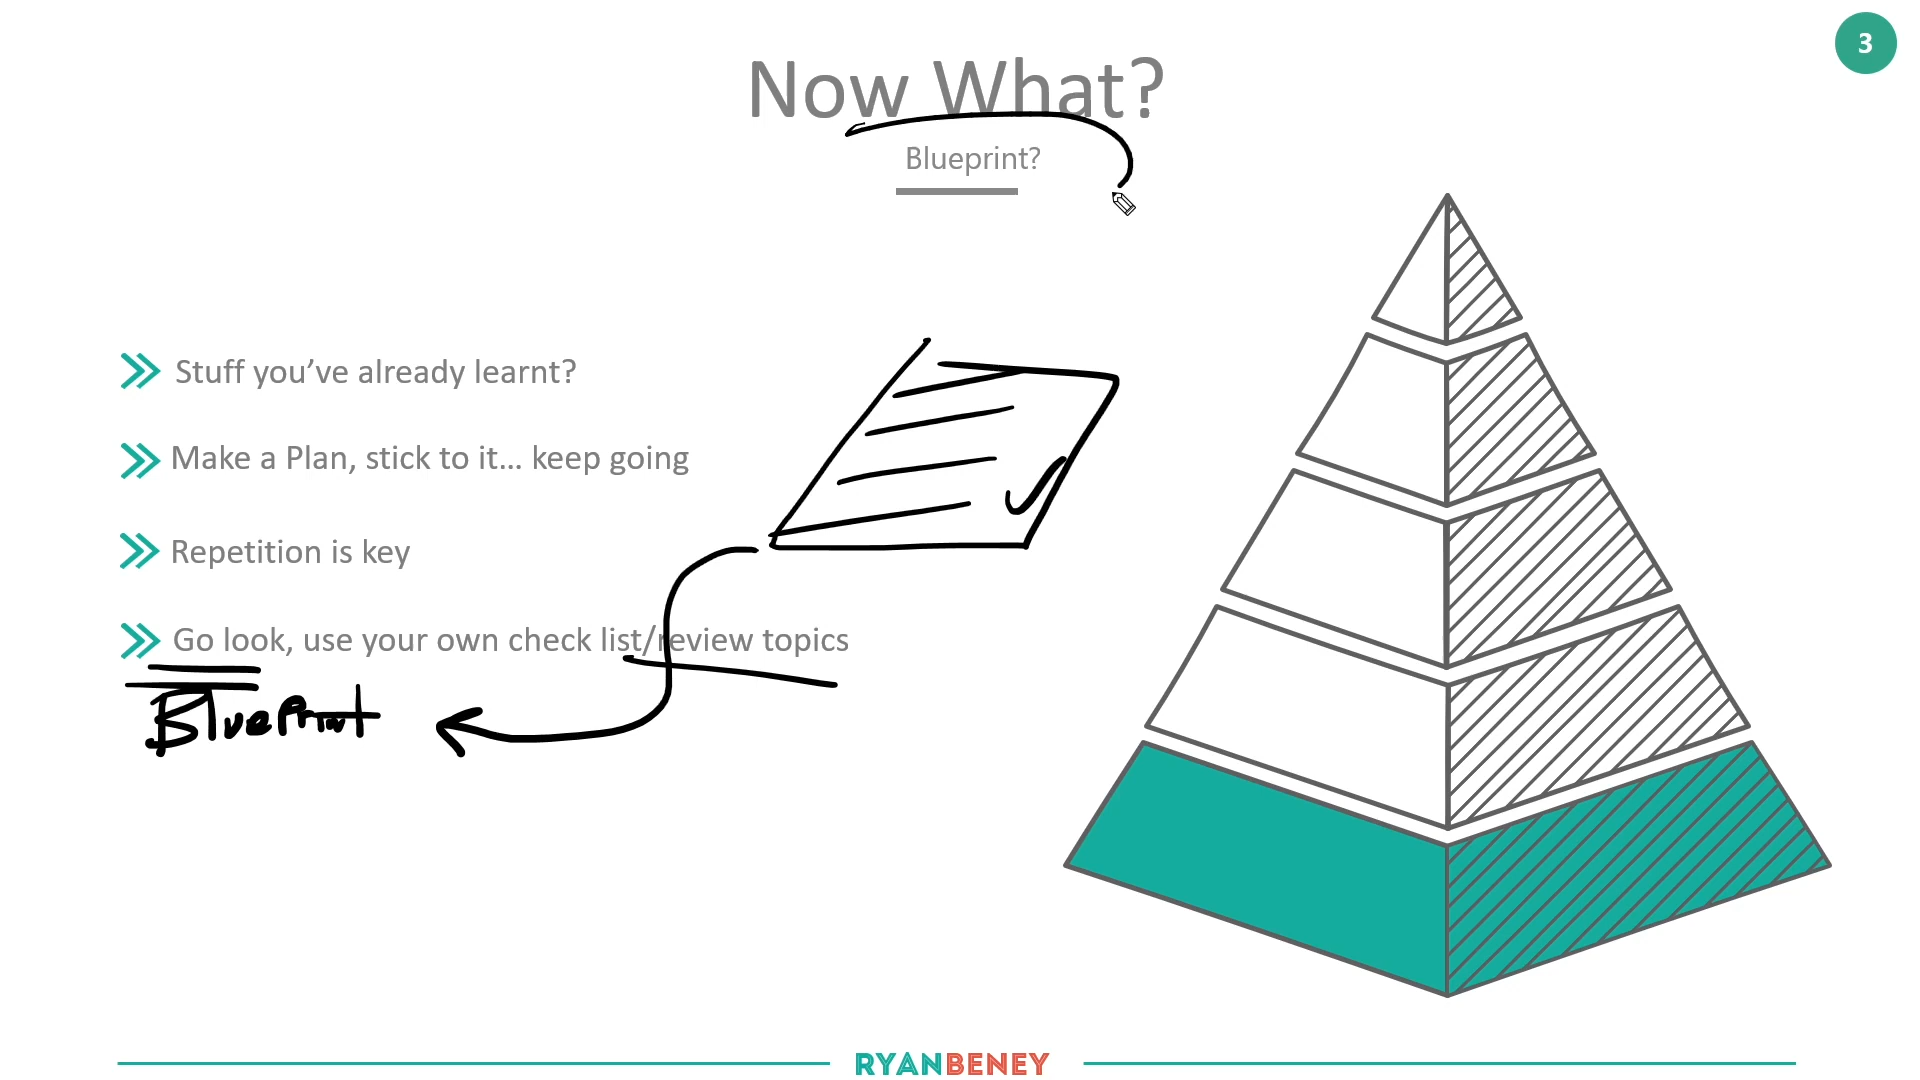 3
Now What?
Blueprint?
Stuff you’ve already learnt?
Make a Plan, stick to it... keep going
Repetition is key
Go look, use your own check list/review topics
BluePrint
RYANBENEY